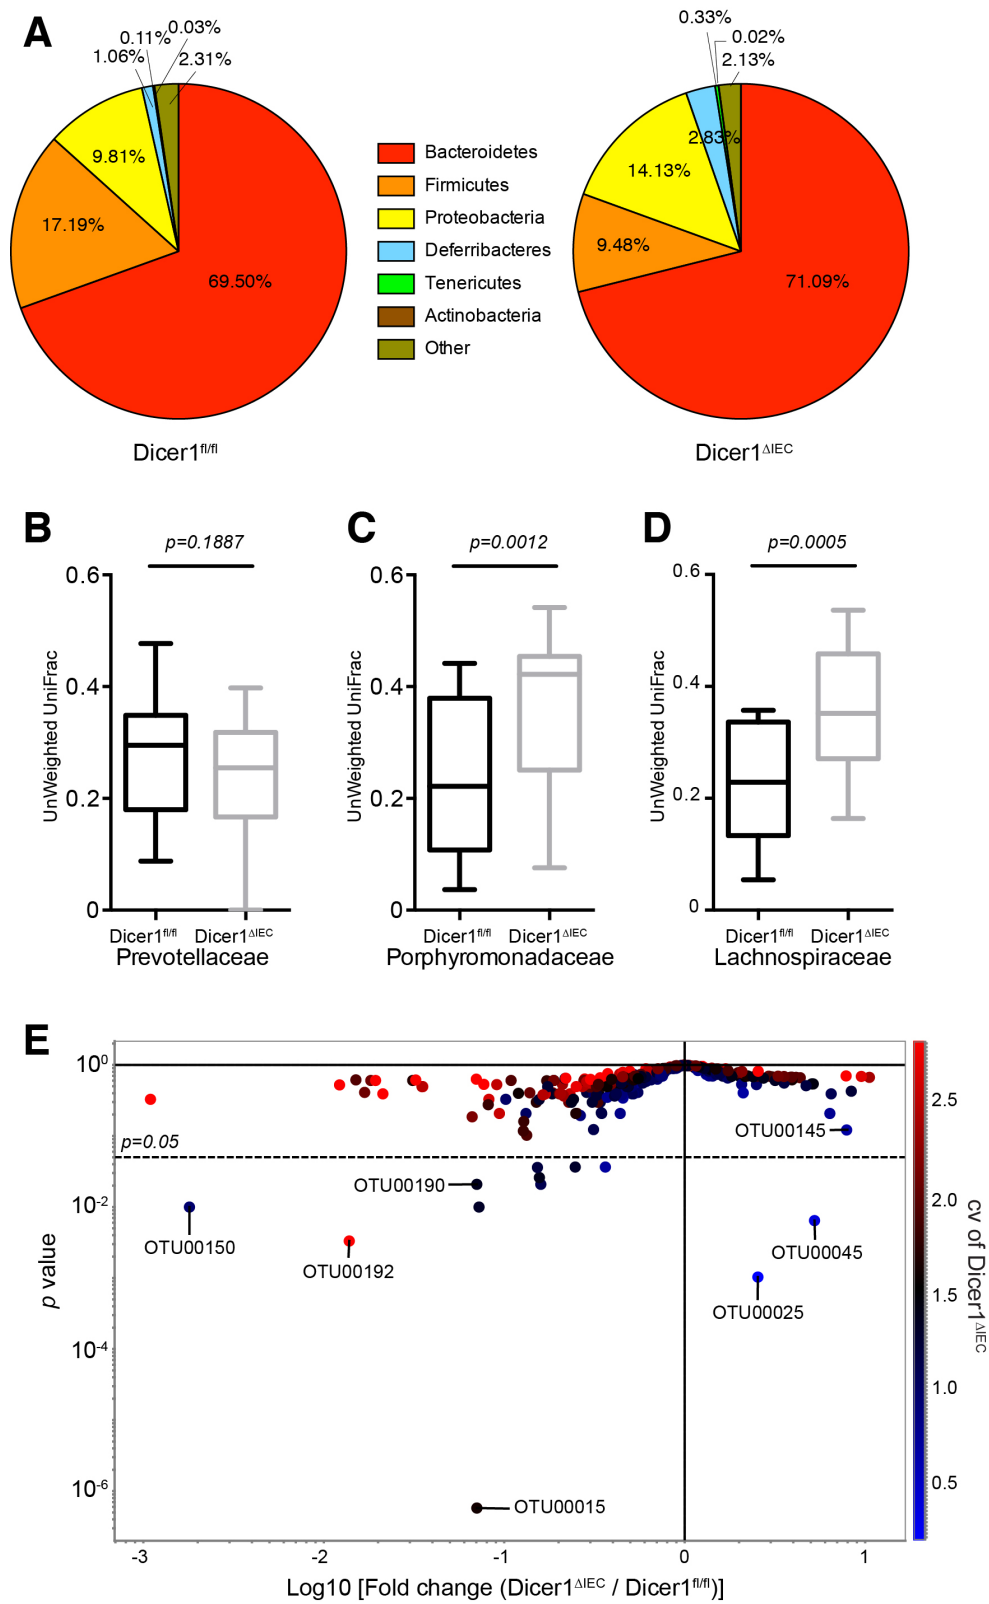 A
0.03%
0.11%
1.06%
2.31%
9.81%
17.19%
69.50%
Dicer1fl/fl
Bacteroidetes
Firmicutes
Proteobacteria
Deferribacteres
Tenericutes
Actinobacteria
Other
0.33%
0.02%
2.13%
2.83%
14.13%
9.48%
71.09%
Dicer1ΔIEC
B
p=0.1887
UnWeighted UniFrac
0.6
0.4
0.2
0
Dicer1fl/fl Dicer1ΔIEC
Prevotellaceae
C
p=0.0012
UnWeighted UniFrac
0.6
0.4
0.2
0
Dicer1fl/fl Dicer1ΔIEC
Porphyromonadaceae
D
p=0.0005
UnWeighted UniFrac
0.6
0.4
0.2
0
Dicer1fl/fl Dicer1ΔIEC
Lachnospiraceae
E
p value
100
10-2
10-4
10-6
p=0.05
OTU00145
OTU00190
OTU00150
OTU00192
OTU00045
OTU00025
OTU00015
-3 -2 -1 0 1
Log10 [Fold change (Dicer1ΔIEC / Dicer1fl/fl)]
2.5
2.0
1.5
1.0
0.5
cv of Dicer1ΔIEC